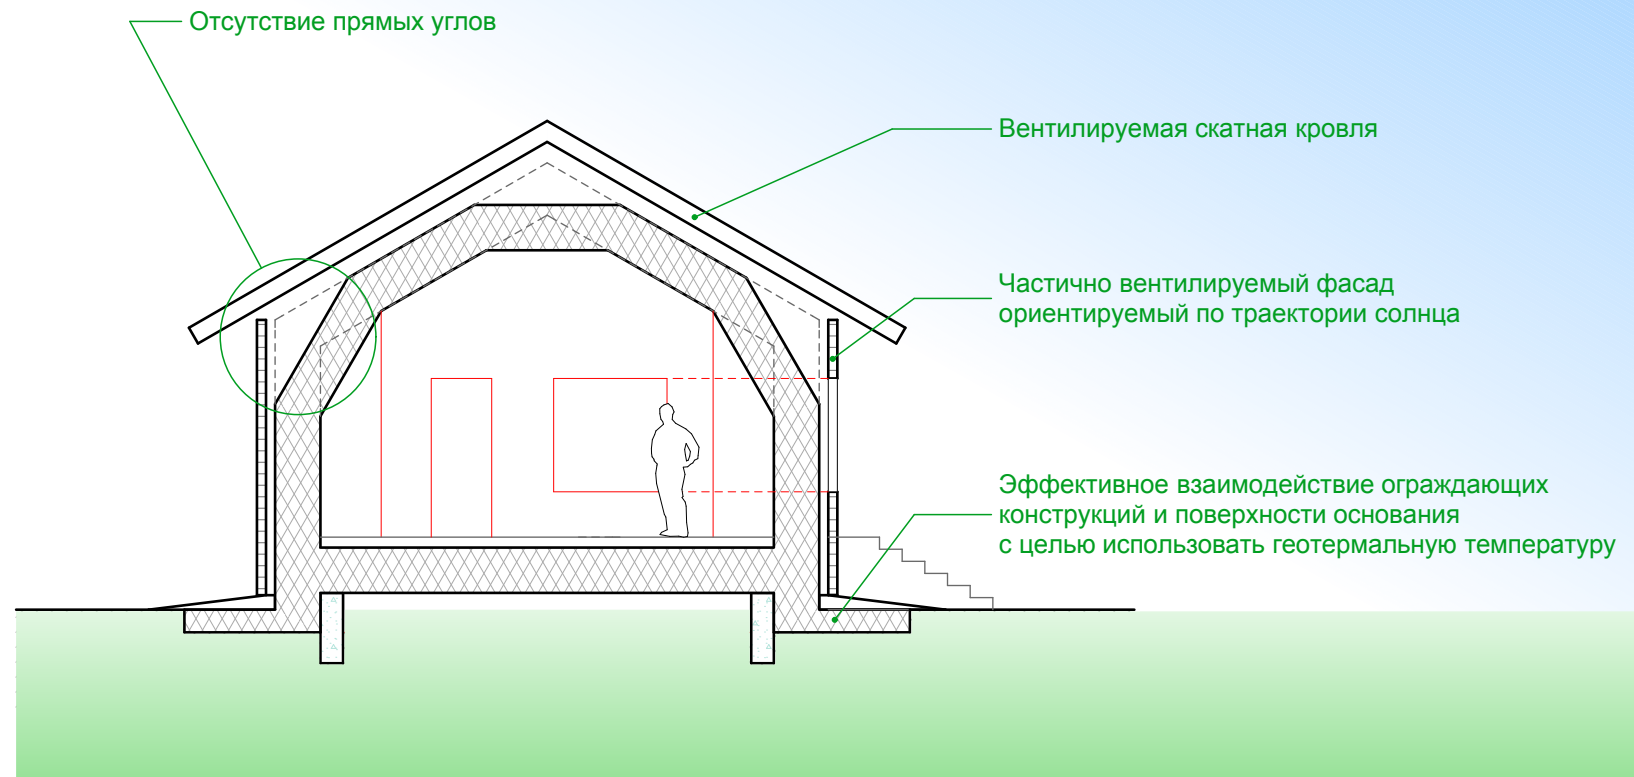 Отсутствие прямых углов
Вентилируемая скатная кровля
Частично вентилируемый фасад
ориентируемый по траектории солнца
Эффективное взаимодействие ограждающих
конструкций и поверхности основания
с целью использовать геотермальную температуру